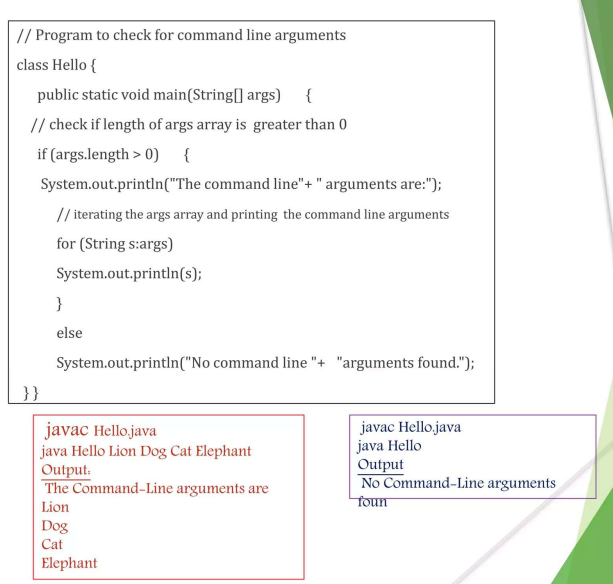 // Program to check for command line arguments
class Hello {
public static void main(String[] args) {
// check if length of args array is greater than 0
if (args.length > 0) {
System.out.println("The command line"+ " arguments are:");
// iterating the args array and printing the command line arguments
for (String s:args)
System.out.println(s);
}
else
System.out.println("No command line "+ "arguments found.");
} }
javac Hello.java
java Hello Lion Dog Cat Elephant
Output:
The Command-Line arguments are
Lion
Dog
Cat
Elephant
javac Hello.java
java Hello
Output
No Command-Line arguments
foun